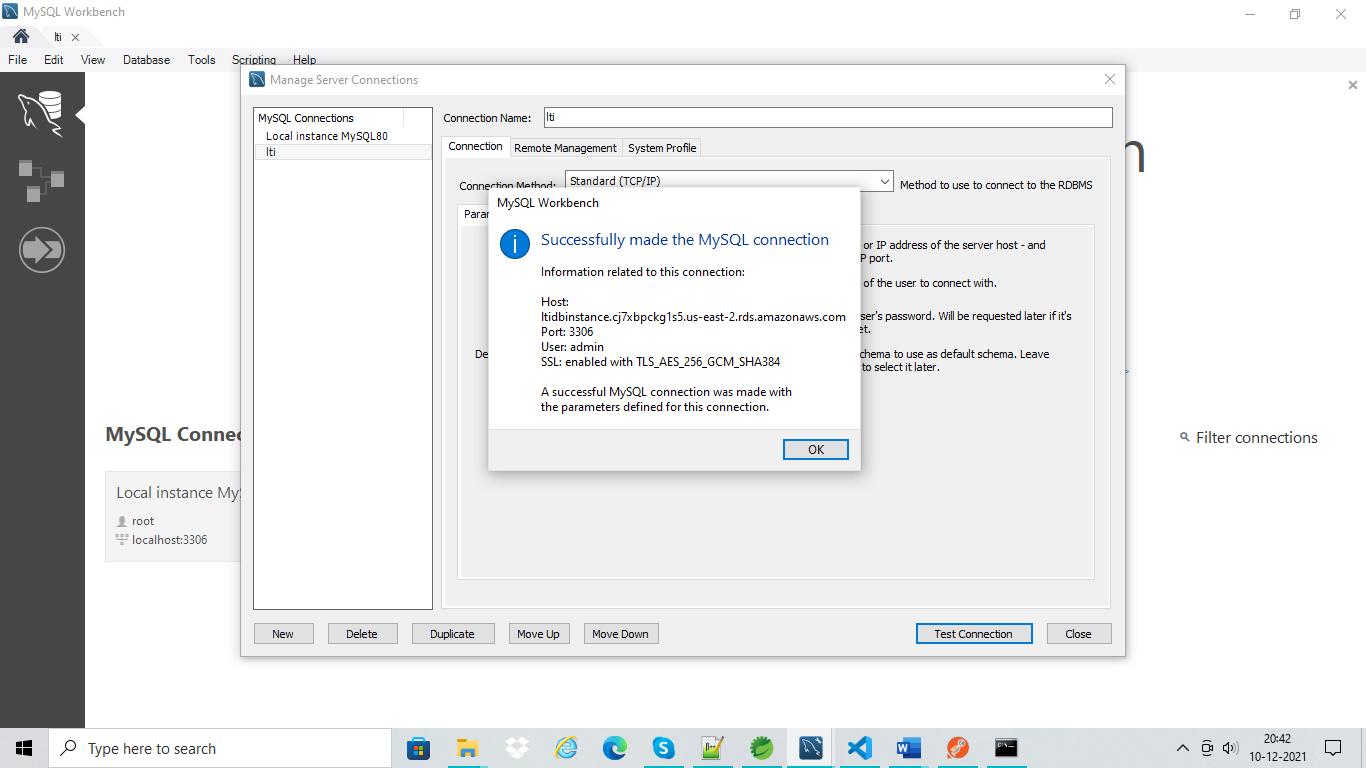 MySQL Workbench
lti
File Edit View Database Tools Scripting Help
Manage Server Connections
MySQL Connections
Local instance MySQL80
lti
Connection Name: lti
Connection Remote Management System Profile
Connection Method: Standard (TCP/IP) Method to use to connect to the RDBMS
MySQL Workbench
Successfully made the MySQL connection
Information related to this connection:
Host:
ltidbinstance.cj7xbpckg1s5.us-east-2.rds.amazonaws.com
Port: 3306
User: admin
SSL: enabled with TLS_AES_256_GCM_SHA384
A successful MySQL connection was made with
the parameters defined for this connection.
OK
or IP address of the server host - and
P port.
of the user to connect with.
ser's password. Will be requested later if it's
et.
chema to use as default schema. Leave
to select it later.
Para
De
MySQL Connec
Filter connections
Local instance MyS
root
localhost:3306
New Delete Duplicate Move Up Move Down Test Connection Close
Type here to search
20:42
10-12-2021